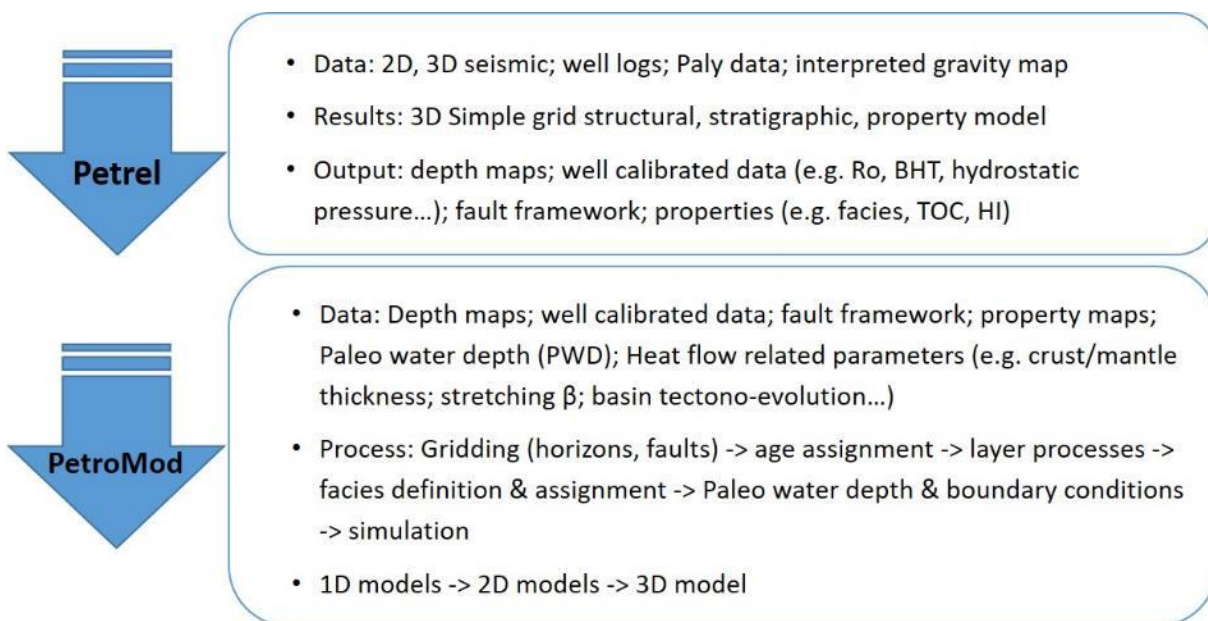 Petrel
• Data: 2D, 3D seismic; well logs; Paly data; interpreted gravity map
• Results: 3D Simple grid structural, stratigraphic, property model
• Output: depth maps; well calibrated data (e.g. Ro, BHT, hydrostatic
pressure...); fault framework; properties (e.g. facies, TOC, HI)
PetroMod
• Data: Depth maps; well calibrated data; fault framework; property maps;
Paleo water depth (PWD); Heat flow related parameters (e.g. crust/mantle
thickness; stretching β; basin tectono-evolution...)
• Process: Gridding (horizons, faults) -> age assignment -> layer processes ->
facies definition & assignment -> Paleo water depth & boundary conditions
-> simulation
• 1D models -> 2D models -> 3D model